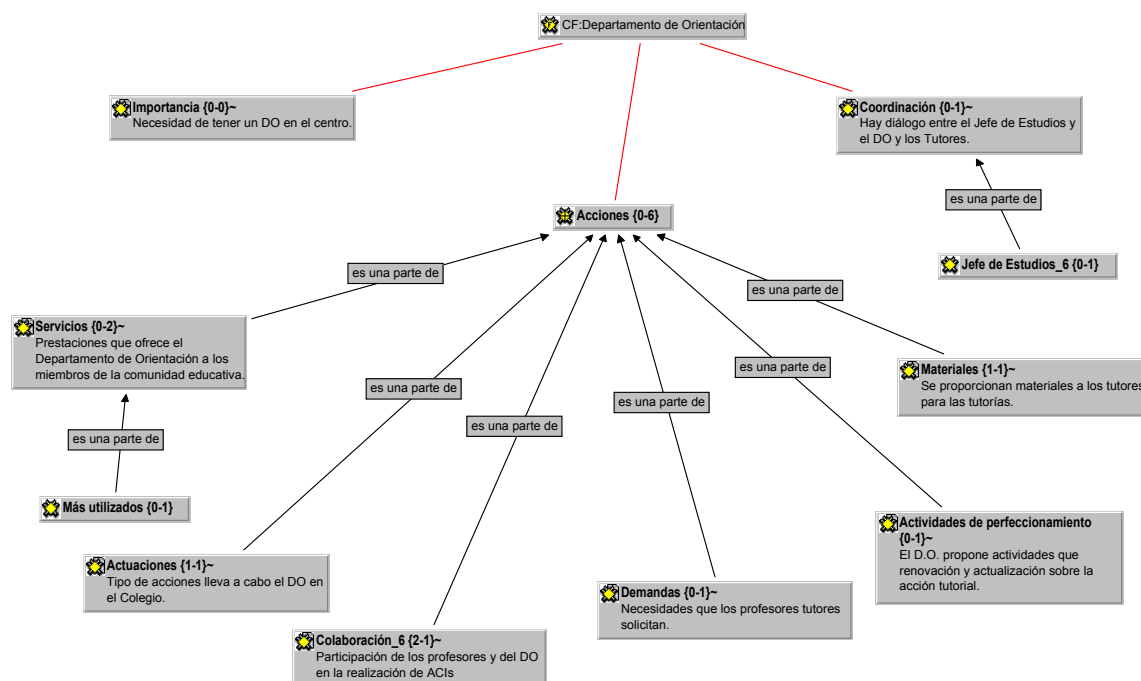 CF:Departamento de Orientación
Importancia {0-0}~
Necesidad de tener un DO en el centro.
Coordinación {0-1}~
Hay diálogo entre el Jefe de Estudios y
el DO y los Tutores.
es una parte de
Acciones {0-6}
Jefe de Estudios_6 {0-1}
es una parte de
es una parte de
Servicios {0-2}~
Prestaciones que ofrece el
Departamento de Orientación a los
miembros de la comunidad educativa.
es una parte de
es una parte de
es una parte de
es una parte de
es una parte de
Materiales {1-1}~
Se proporcionan materiales a los tutores
para las tutorías.
es una parte de
Más utilizados {0-1}
Actividades de perfeccionamiento
{0-1}~
El D.O. propone actividades que
renovación y actualización sobre la
acción tutorial.
Actuaciones {1-1}~
Tipo de acciones lleva a cabo el DO en
el Colegio.
Demandas {0-1}~
Necesidades que los profesores tutores
solicitan.
Colaboración_6 {2-1}~
Participación de los profesores y del DO
en la realización de ACIs